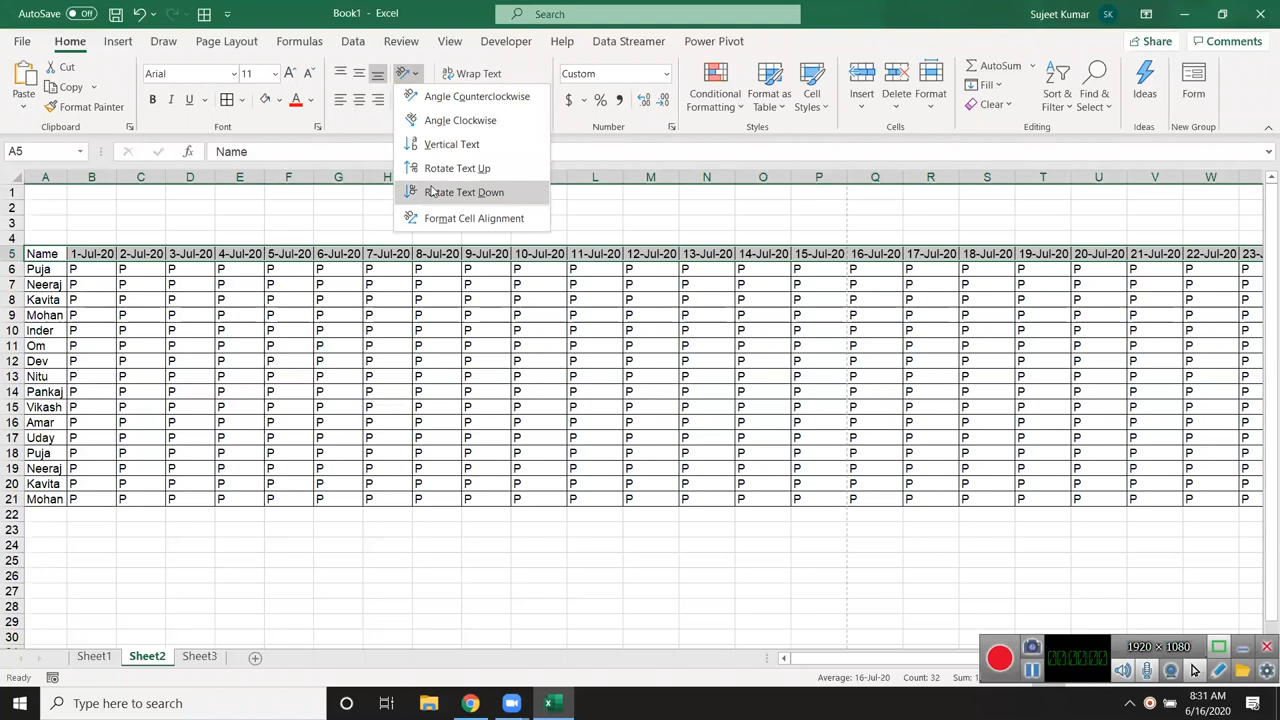 AutoSave Off Book1 - Excel Search Sujeet Kumar SK
File Home Insert Draw Page Layout Formulas Data Review View Developer Help Data Streamer Power Pivot Share Comments
Paste Cut Copy Format Painter Clipboard
Arial 11 B I U A Font
Wrap Text
Custom $ % Number
Conditional Formatting Format as Table Cell Styles Styles
Insert Delete Format Cells
AutoSum Fill Clear Sort & Filter Find & Select Editing
Ideas Form New Group
Angle Counterclockwise
Angle Clockwise
Vertical Text
Rotate Text Up
Rotate Text Down
Format Cell Alignment
A5 fx Name
A B C D E F G H L M N O P Q R S T U V W
1
2
3
4
5 Name 1-Jul-20 2-Jul-20 3-Jul-20 4-Jul-20 5-Jul-20 6-Jul-20 7-Jul-20 8-Jul-20 9-Jul-20 10-Jul-20 11-Jul-20 12-Jul-20 13-Jul-20 14-Jul-20 15-Jul-20 16-Jul-20 17-Jul-20 18-Jul-20 19-Jul-20 20-Jul-20 21-Jul-20 22-Jul-20 23-
6 Puja P P P P P P P P P P P P P P P P P P P P P P P
7 Neeraj P P P P P P P P P P P P P P P P P P P P P P P
8 Kavita P P P P P P P P P P P P P P P P P P P P P P P
9 Mohan P P P P P P P P P P P P P P P P P P P P P P P
10 Inder P P P P P P P P P P P P P P P P P P P P P P P
11 Om P P P P P P P P P P P P P P P P P P P P P P P
12 Dev P P P P P P P P P P P P P P P P P P P P P P P
13 Nitu P P P P P P P P P P P P P P P P P P P P P P P
14 Pankaj P P P P P P P P P P P P P P P P P P P P P P P
15 Vikash P P P P P P P P P P P P P P P P P P P P P P P
16 Amar P P P P P P P P P P P P P P P P P P P P P P P
17 Uday P P P P P P P P P P P P P P P P P P P P P P P
18 Puja P P P P P P P P P P P P P P P P P P P P P P P
19 Neeraj P P P P P P P P P P P P P P P P P P P P P P P
20 Kavita P P P P P P P P P P P P P P P P P P P P P P P
21 Mohan P P P P P P P P P P P P P P P P P P P P P P P
22
23
24
25
26
27
28
29
30
Sheet1 Sheet2 Sheet3
Ready Average: 16-Jul-20 Count: 32 Sum: 1
1920 × 1080
00:00:00
Type here to search
8:31 AM
6/16/2020